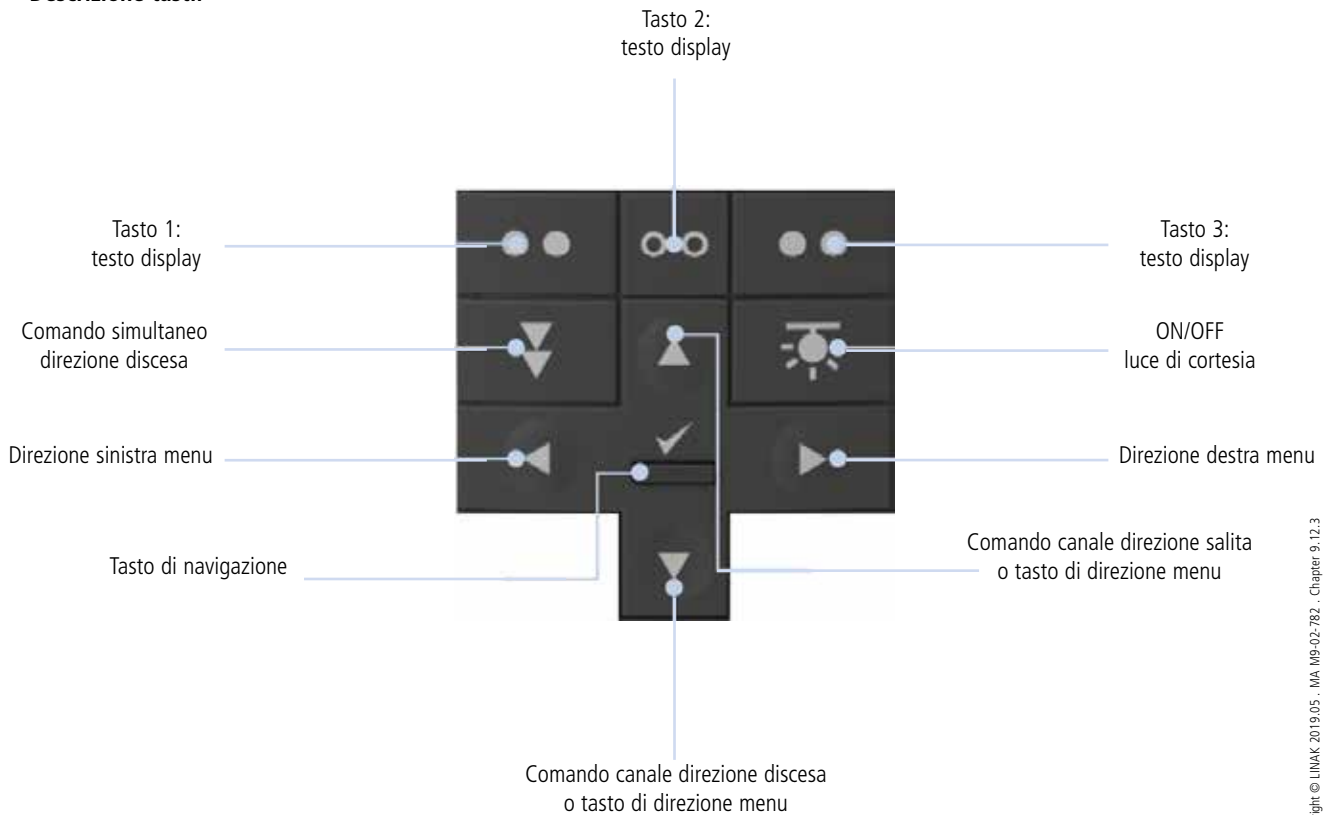 Descrizione tasti:
Tasto 2:
testo display
Tasto 1:
testo display
Tasto 3:
testo display
Comando simultaneo
direzione discesa
ON/OFF
luce di cortesia
Direzione sinistra menu
Direzione destra menu
Tasto di navigazione
Comando canale direzione salita
o tasto di direzione menu
Comando canale direzione discesa
o tasto di direzione menu
ight © LINAK 2019.05 . MA M9-02-782 . Chapter 9.12.3